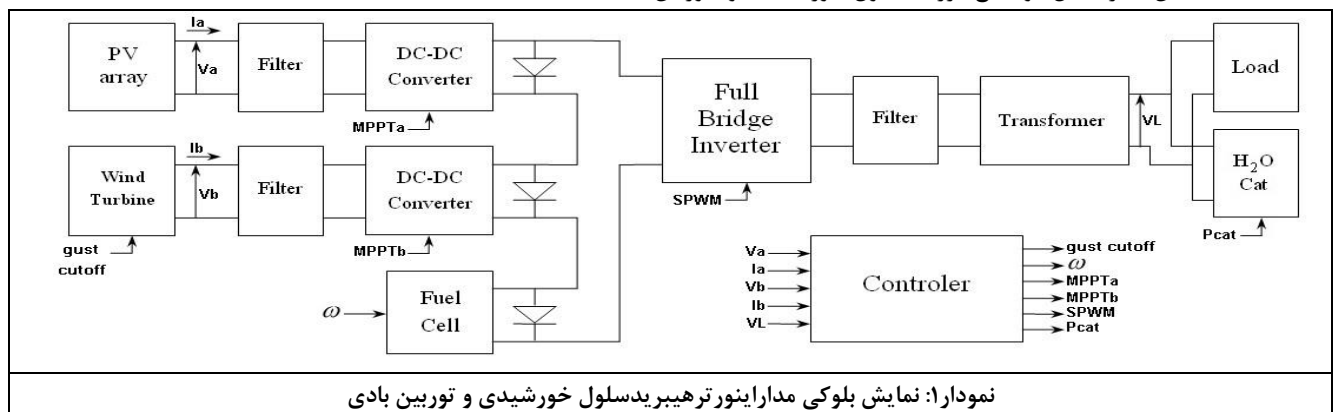 Ia
PV
array
Va
Filter
DC-DC
Converter
MPPTa
Ib
Wind
Turbine
Vb
gust
cutoff
Filter
DC-DC
Converter
MPPTb
ω
Fuel
Cell
Full
Bridge
Inverter
SPWM
Filter
Transformer
VL
Load
H₂O
Cat
Pcat
Va
Ia
Vb
Ib
VL
Controler
gust cutoff
ω
MPPTa
MPPTb
SPWM
Pcat
نمودار۱: نمایش بلوکی مداراینورترهیبریدسلول خورشیدی و توربین بادی